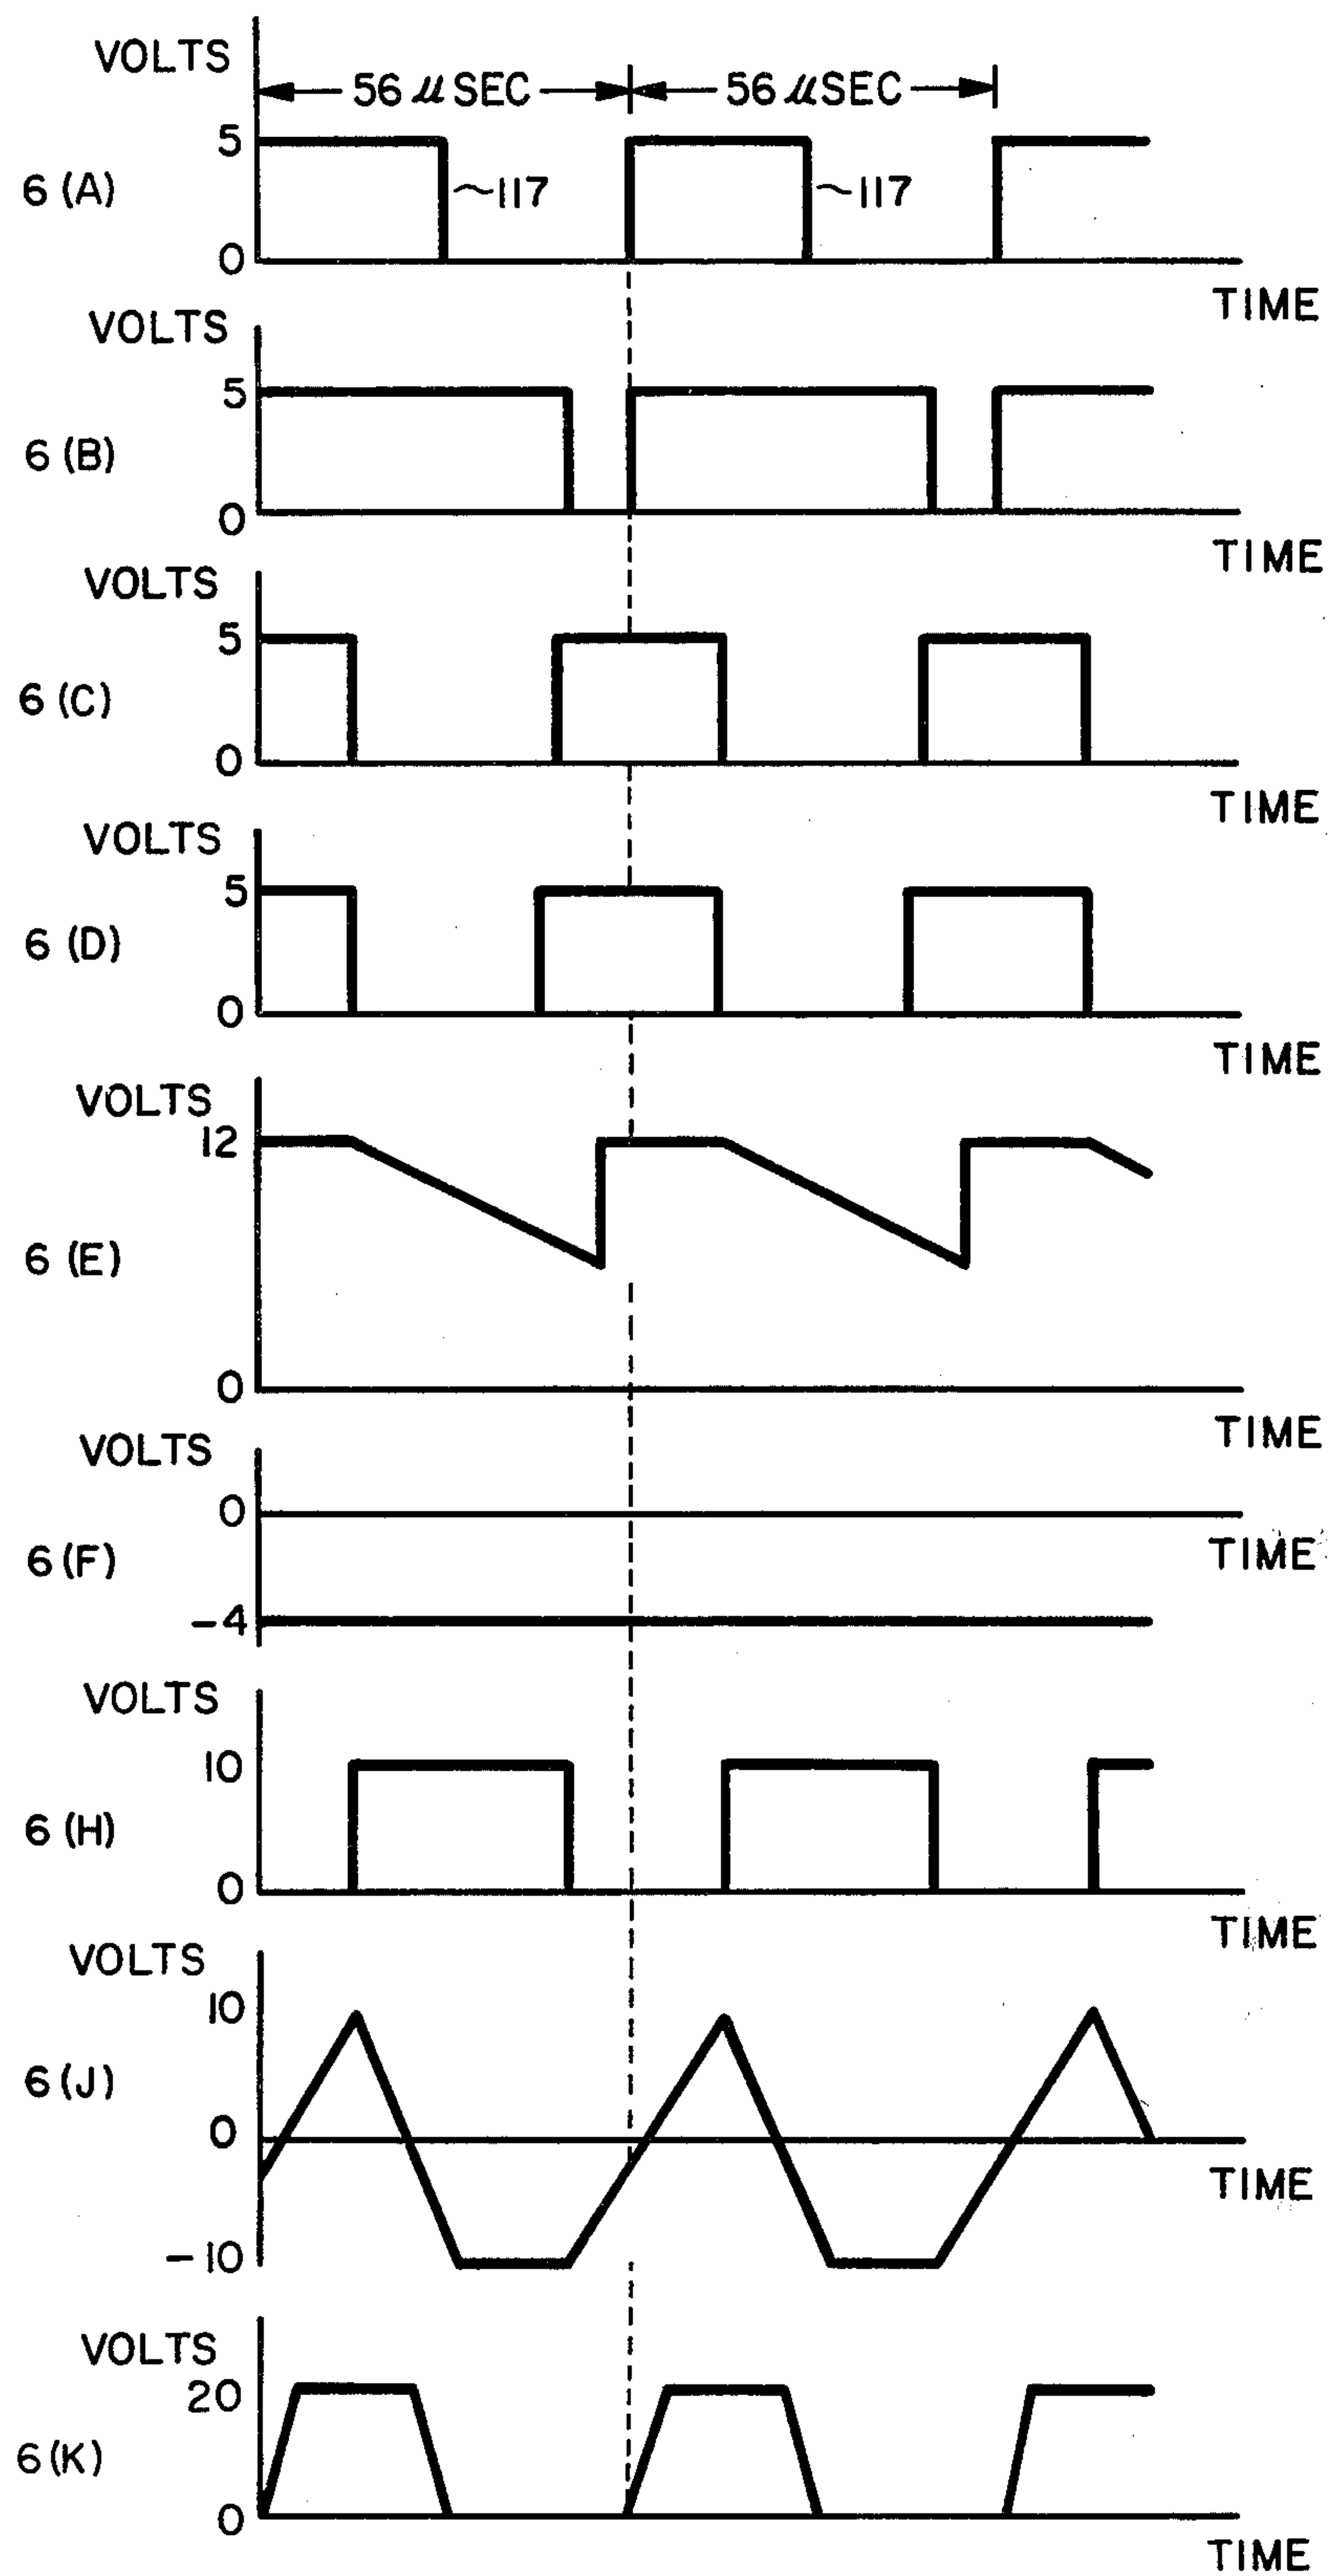 VOLTS
56 µSEC 56 µSEC
5
6 (A) ~117 ~117
0
TIME
VOLTS
5
6 (B)
0
TIME
VOLTS
5
6 (C)
0
TIME
VOLTS
5
6 (D)
0
TIME
VOLTS
12
6 (E)
0
TIME
VOLTS
0
TIME
6 (F)
-4
VOLTS
10
6 (H)
0
TIME
VOLTS
10
6 (J)
0
TIME
-10
VOLTS
20
6 (K)
0
TIME